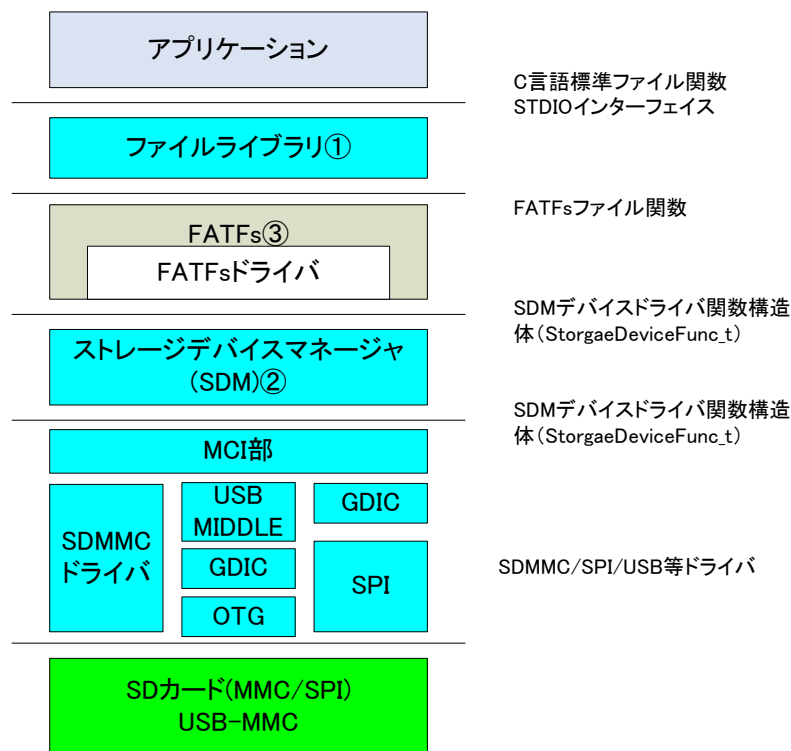 アプリケーション
C言語標準ファイル関数
STDIOインターフェイス
ファイルライブラリ①
FATFsファイル関数
FATFs③
FATFsドライバ
SDMデバイスドライバ関数構造
体(StorgaeDeviceFunc_t)
ストレージデバイスマネージャ
(SDM)②
SDMデバイスドライバ関数構造
体(StorgaeDeviceFunc_t)
MCI部
SDMMC
ドライバ
USB
MIDDLE
GDIC
OTG
GDIC
SPI
SDMMC/SPI/USB等ドライバ
SDカード(MMC/SPI)
USB-MMC